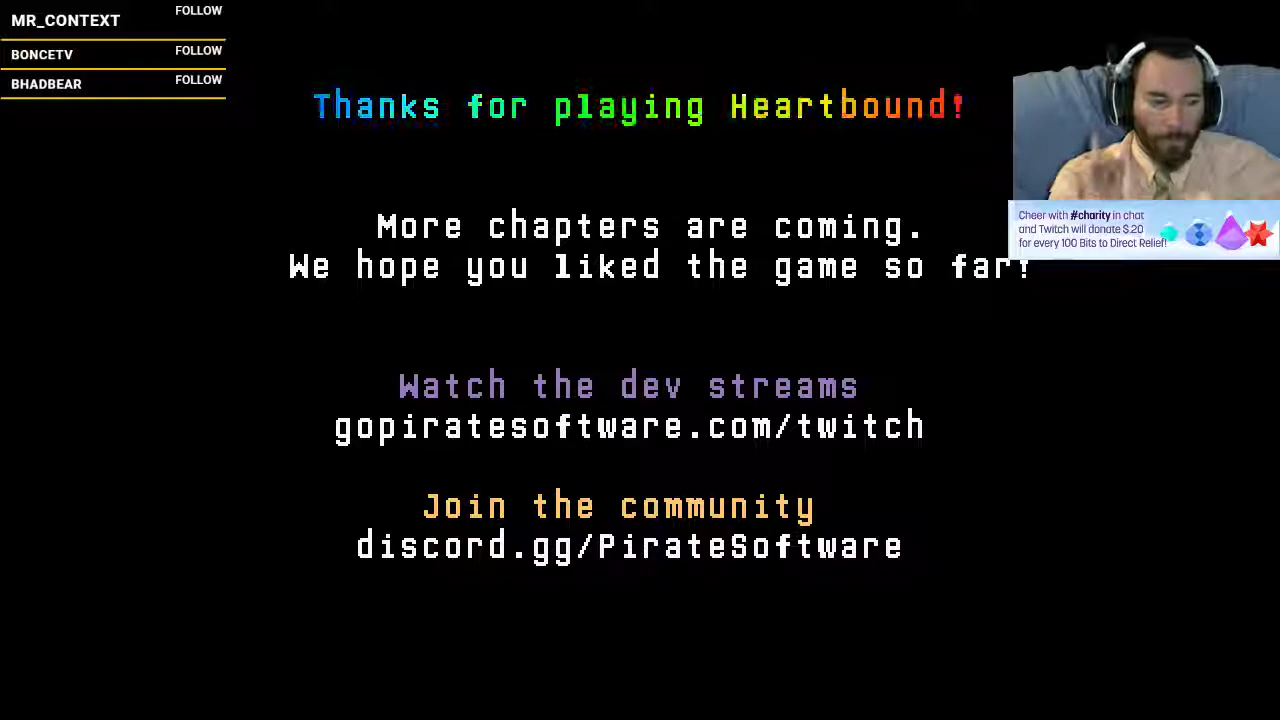 MR_CONTEXT FOLLOW
BONCETV FOLLOW
BHADBEAR FOLLOW
Thanks for playing Heartbound!
More chapters are coming.
We hope you liked the game so far!
Cheer with #charity in chat
and Twitch will donate $.20
for every 100 Bits to Direct Relief!
Watch the dev streams
gopiratesoftware.com/twitch
Join the community
discord.gg/PirateSoftware